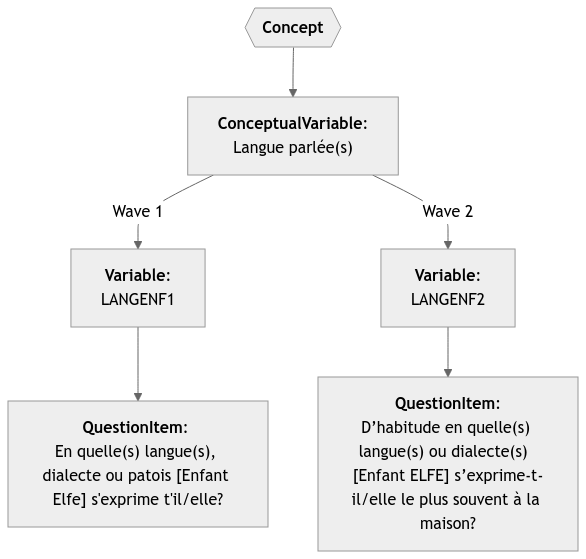 Concept
ConceptualVariable:
Langue parlée(s)
Wave 1
Wave 2
Variable:
LANGENF1
Variable:
LANGENF2
QuestionItem:
En quelle(s) langue(s),
dialecte ou patois [Enfant
Elfe] s'exprime t'il/elle?
QuestionItem:
D’habitude en quelle(s)
langue(s) ou dialecte(s)
[Enfant ELFE] s’exprime-t-
il/elle le plus souvent à la
maison?